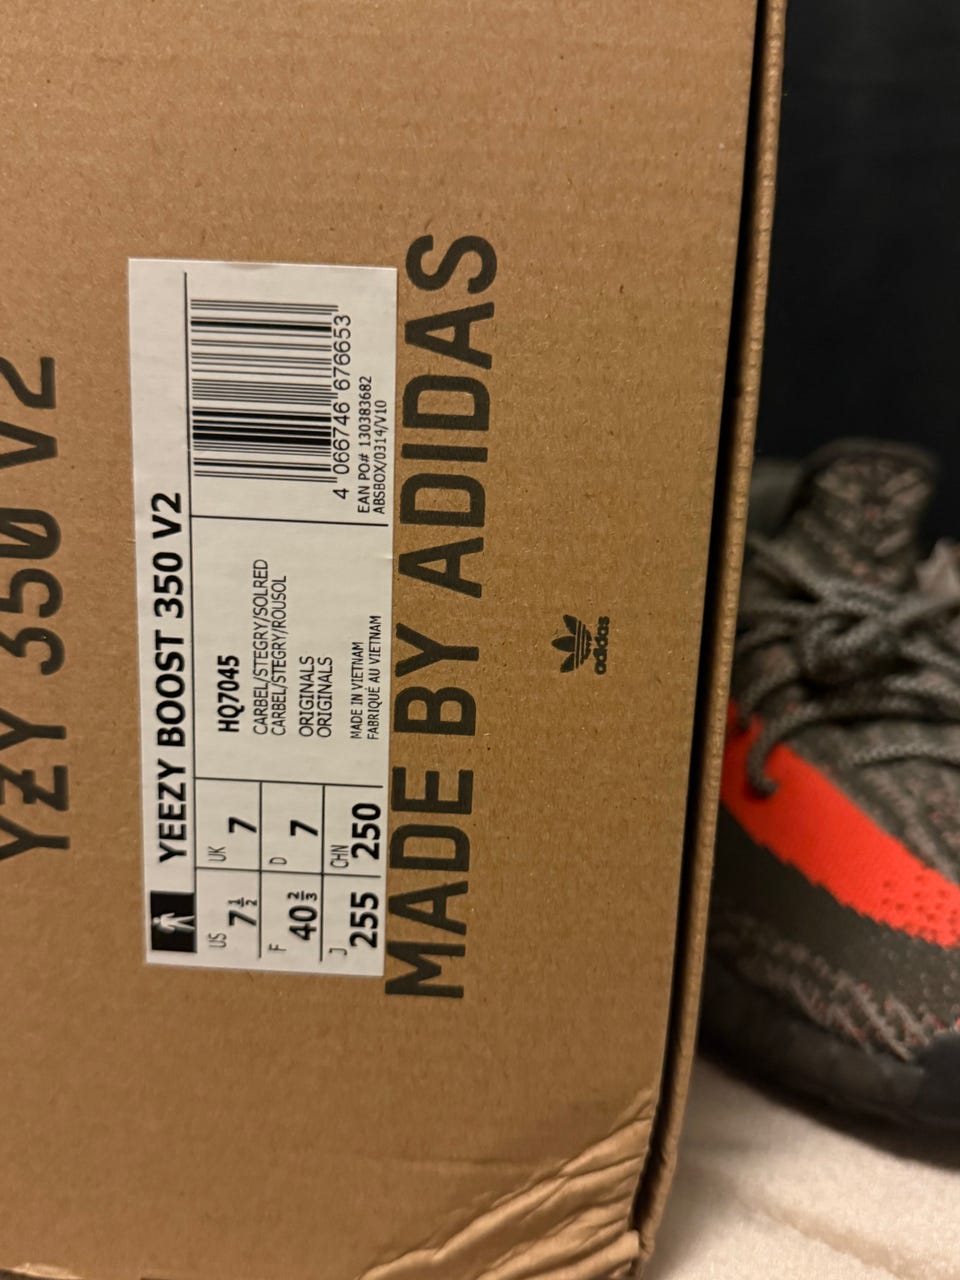 YZY 350 V2
YEEZY BOOST 350 V2
US
7½
UK
7
F
40⅔
D
7
J
255
CHN
250
HQ7045
CARBEL/STEGRY/SOLRED
CARBEL/STEGRY/ROUSOL
ORIGINALS
ORIGINALS
MADE IN VIETNAM
FABRIQUÉ AU VIETNAM
4 066746 676653
EAN PO# 130383682
ABSBOX/0314/V10
MADE BY ADIDAS
adidas